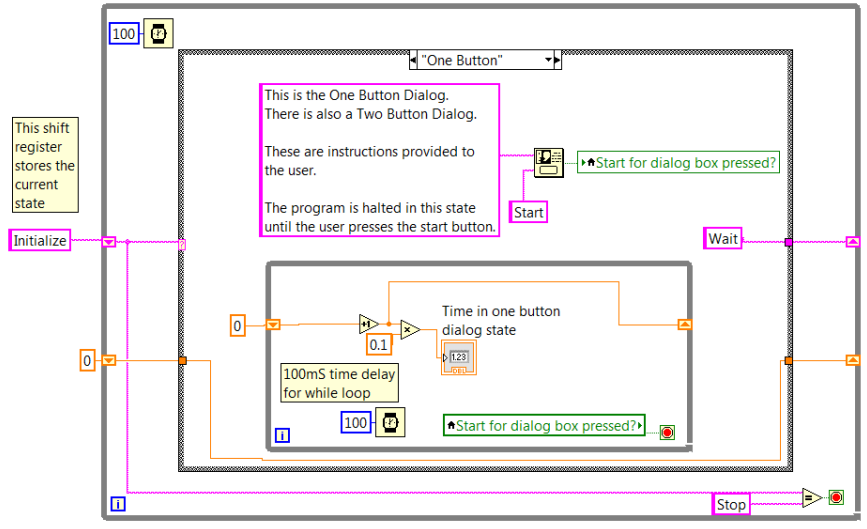 100
"One Button"
This is the One Button Dialog.
There is also a Two Button Dialog.
These are instructions provided to
the user.
The program is halted in this state
until the user presses the start button.
Start for dialog box pressed?
Start
This shift
register
stores the
current
state
Initialize
?
Wait
0
+1
x
0.1
Time in one button
dialog state
1.23
DBL
0
100mS time delay
for while loop
100
Start for dialog box pressed?
i
i
Stop
=